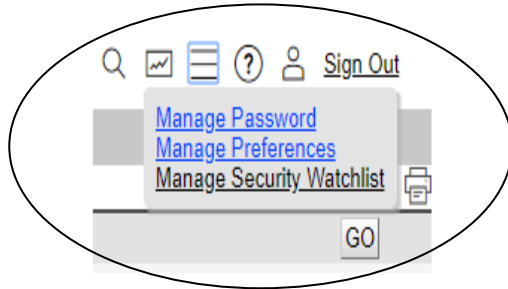 Sign Out
Manage Password
Manage Preferences
Manage Security Watchlist
GO